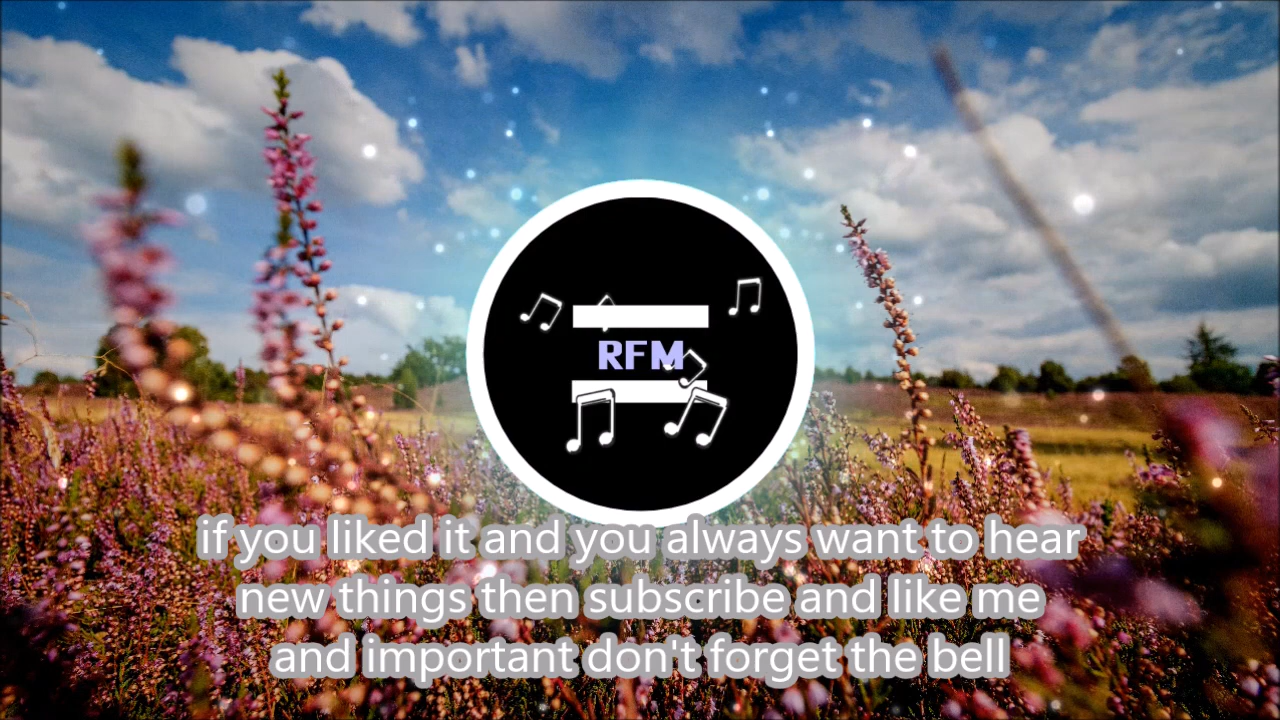 RFM
if you liked it and you always want to hear
new things then subscribe and like me
and important don't forget the bell